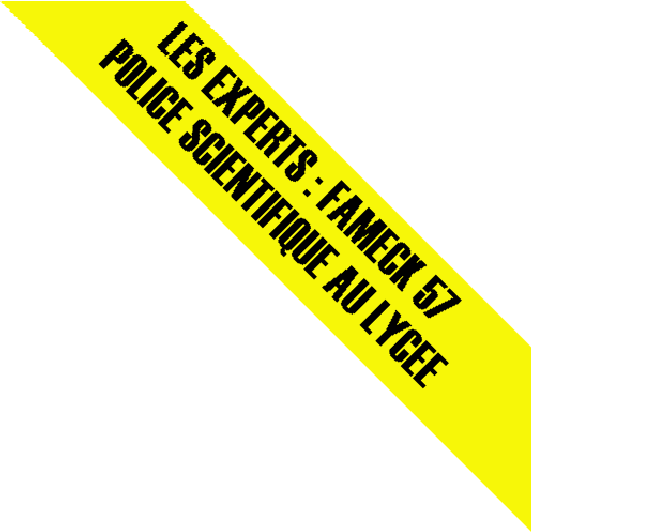 LES EXPERTS : FAMECK 57
POLICE SCIENTIFIQUE AU LYCEE